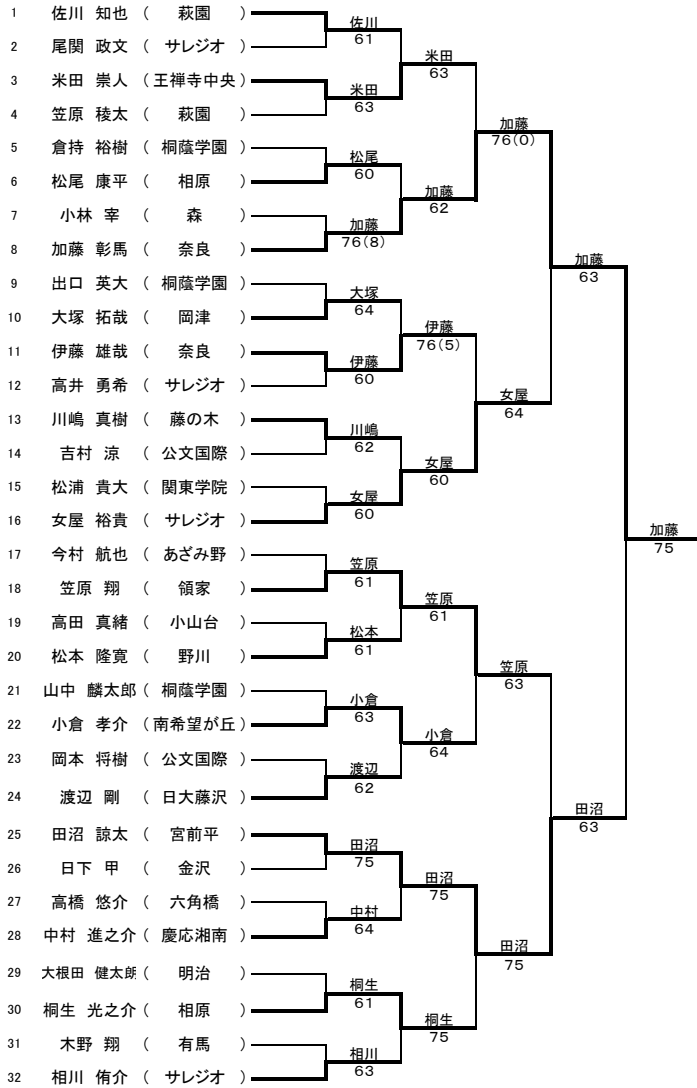 1 佐川 知也 ( 萩園 )
2 尾関 政文 ( サレジオ )
3 米田 崇人 ( 王禅寺中央 )
4 笠原 稜太 ( 萩園 )
5 倉持 裕樹 ( 桐蔭学園 )
6 松尾 康平 ( 相原 )
7 小林 宰 ( 森 )
8 加藤 彰馬 ( 奈良 )
9 出口 英大 ( 桐蔭学園 )
10 大塚 拓哉 ( 岡津 )
11 伊藤 雄哉 ( 奈良 )
12 高井 勇希 ( サレジオ )
13 川嶋 真樹 ( 藤の木 )
14 吉村 涼 ( 公文国際 )
15 松浦 貴大 ( 関東学院 )
16 女屋 裕貴 ( サレジオ )
17 今村 航也 ( あざみ野 )
18 笠原 翔 ( 領家 )
19 高田 真緒 ( 小山台 )
20 松本 隆寛 ( 野川 )
21 山中 麟太郎 ( 桐蔭学園 )
22 小倉 孝介 ( 南希望が丘 )
23 岡本 将樹 ( 公文国際 )
24 渡辺 剛 ( 日大藤沢 )
25 田沼 諒太 ( 宮前平 )
26 日下 甲 ( 金沢 )
27 高橋 悠介 ( 六角橋 )
28 中村 進之介 ( 慶応湘南 )
29 大根田 健太朗 ( 明治 )
30 桐生 光之介 ( 相原 )
31 木野 翔 ( 有馬 )
32 相川 侑介 ( サレジオ )
佐川
61
米田
63
松尾
60
加藤
76(8)
大塚
64
伊藤
60
川嶋
62
女屋
60
笠原
61
松本
61
小倉
63
渡辺
62
田沼
75
中村
64
桐生
61
相川
63
米田
63
加藤
62
伊藤
76(5)
女屋
60
笠原
61
小倉
64
田沼
75
桐生
75
加藤
76(0)
女屋
64
笠原
63
田沼
75
加藤
63
田沼
63
加藤
75